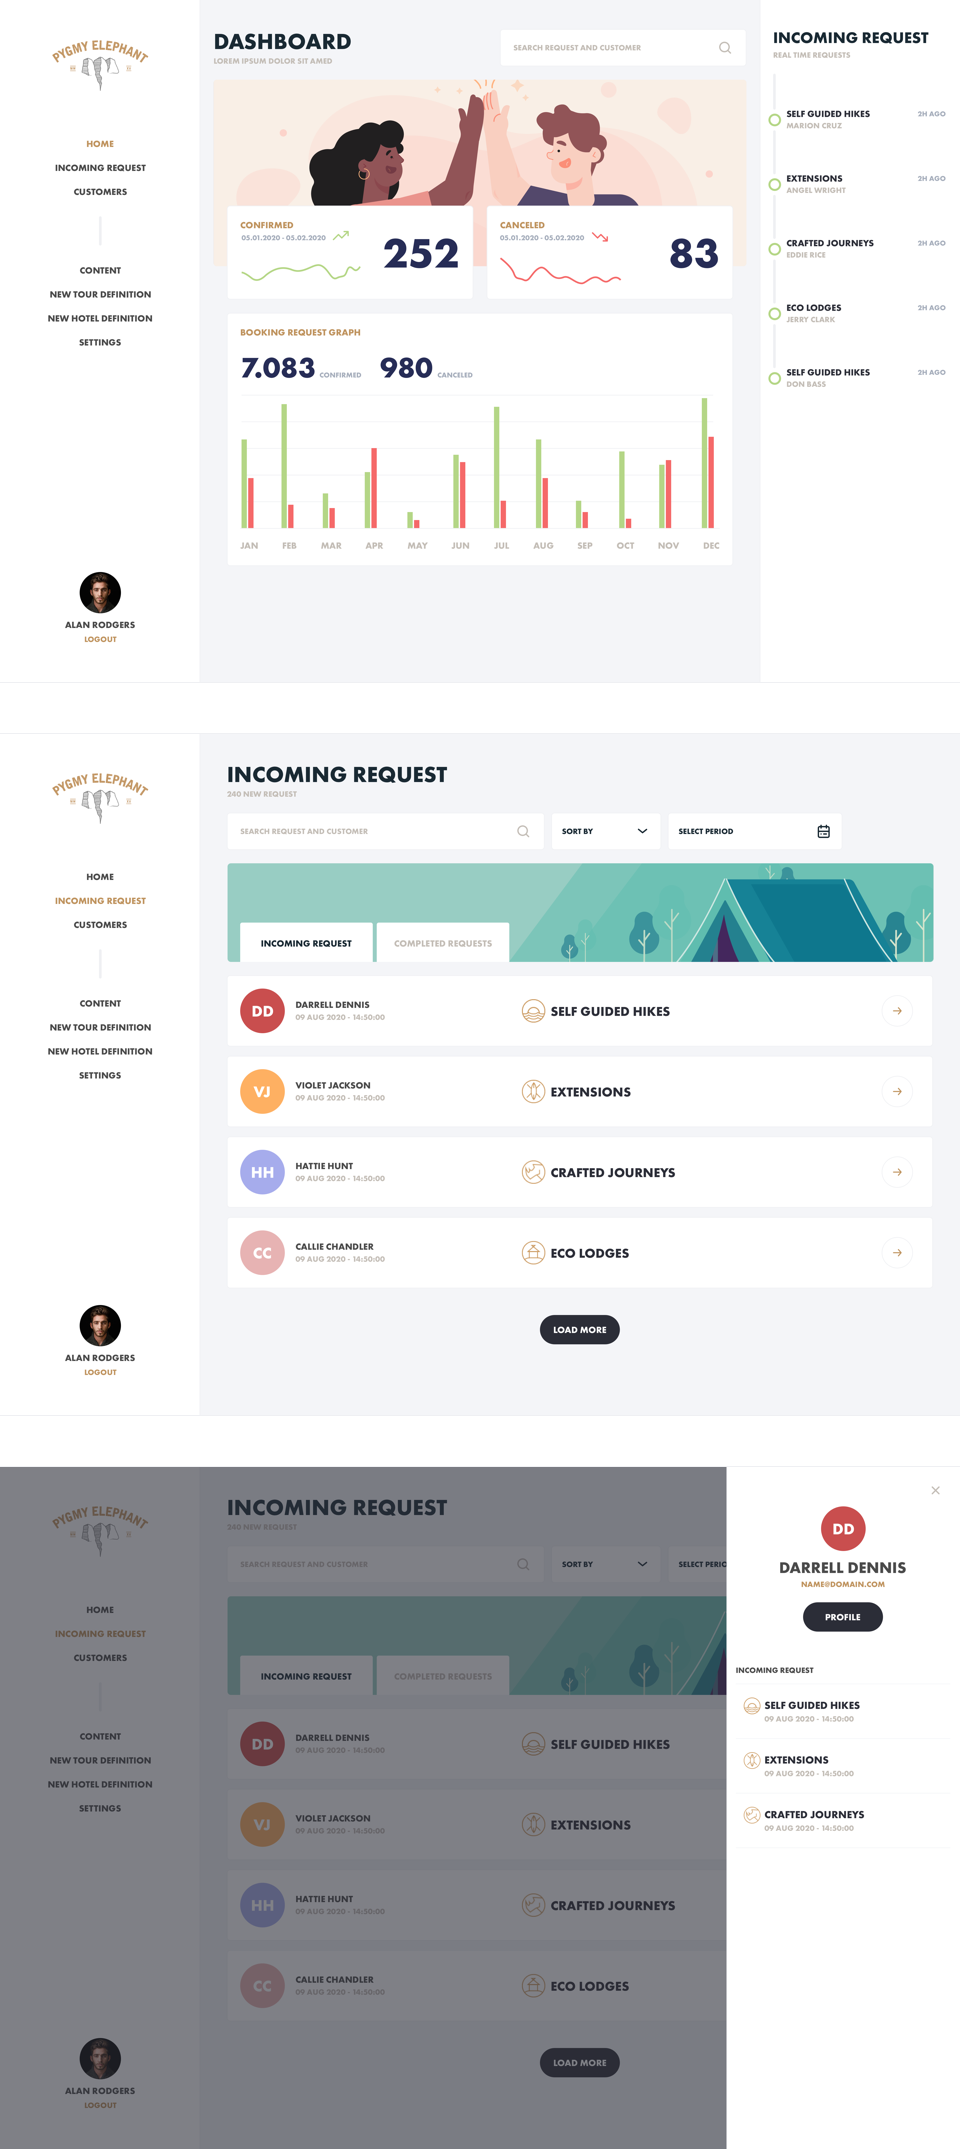 PYGMY ELEPHANT
HOME
INCOMING REQUEST
CUSTOMERS
CONTENT
NEW TOUR DEFINITION
NEW HOTEL DEFINITION
SETTINGS
ALAN RODGERS
LOGOUT
DASHBOARD
LOREM IPSUM DOLOR SIT AMED
SEARCH REQUEST AND CUSTOMER
CONFIRMED
05.01.2020 - 05.02.2020
252
CANCELED
05.01.2020 - 05.02.2020
83
BOOKING REQUEST GRAPH
7.083 CONFIRMED 980 CANCELED
JAN FEB MAR APR MAY JUN JUL AUG SEP OCT NOV DEC
INCOMING REQUEST
REAL TIME REQUESTS
SELF GUIDED HIKES 2H AGO
MARION CRUZ
EXTENSIONS 2H AGO
ANGEL WRIGHT
CRAFTED JOURNEYS 2H AGO
EDDIE RICE
ECO LODGES 2H AGO
JERRY CLARK
SELF GUIDED HIKES 2H AGO
DON BASS
PYGMY ELEPHANT
HOME
INCOMING REQUEST
CUSTOMERS
CONTENT
NEW TOUR DEFINITION
NEW HOTEL DEFINITION
SETTINGS
ALAN RODGERS
LOGOUT
INCOMING REQUEST
240 NEW REQUEST
SEARCH REQUEST AND CUSTOMER
SORT BY
SELECT PERIOD
INCOMING REQUEST
COMPLETED REQUESTS
DD
DARRELL DENNIS
09 AUG 2020 - 14:50:00
SELF GUIDED HIKES
VJ
VIOLET JACKSON
09 AUG 2020 - 14:50:00
EXTENSIONS
HH
HATTIE HUNT
09 AUG 2020 - 14:50:00
CRAFTED JOURNEYS
CC
CALLIE CHANDLER
09 AUG 2020 - 14:50:00
ECO LODGES
LOAD MORE
PYGMY ELEPHANT
HOME
INCOMING REQUEST
CUSTOMERS
CONTENT
NEW TOUR DEFINITION
NEW HOTEL DEFINITION
SETTINGS
ALAN RODGERS
LOGOUT
INCOMING REQUEST
240 NEW REQUEST
SEARCH REQUEST AND CUSTOMER
SORT BY
SELECT PERIO
INCOMING REQUEST
COMPLETED REQUESTS
DD
DARRELL DENNIS
09 AUG 2020 - 14:50:00
SELF GUIDED HIKES
VJ
VIOLET JACKSON
09 AUG 2020 - 14:50:00
EXTENSIONS
HH
HATTIE HUNT
09 AUG 2020 - 14:50:00
CRAFTED JOURNEYS
CC
CALLIE CHANDLER
09 AUG 2020 - 14:50:00
ECO LODGES
LOAD MORE
DD
DARRELL DENNIS
NAME@DOMAIN.COM
PROFILE
INCOMING REQUEST
SELF GUIDED HIKES
09 AUG 2020 - 14:50:00
EXTENSIONS
09 AUG 2020 - 14:50:00
CRAFTED JOURNEYS
09 AUG 2020 - 14:50:00